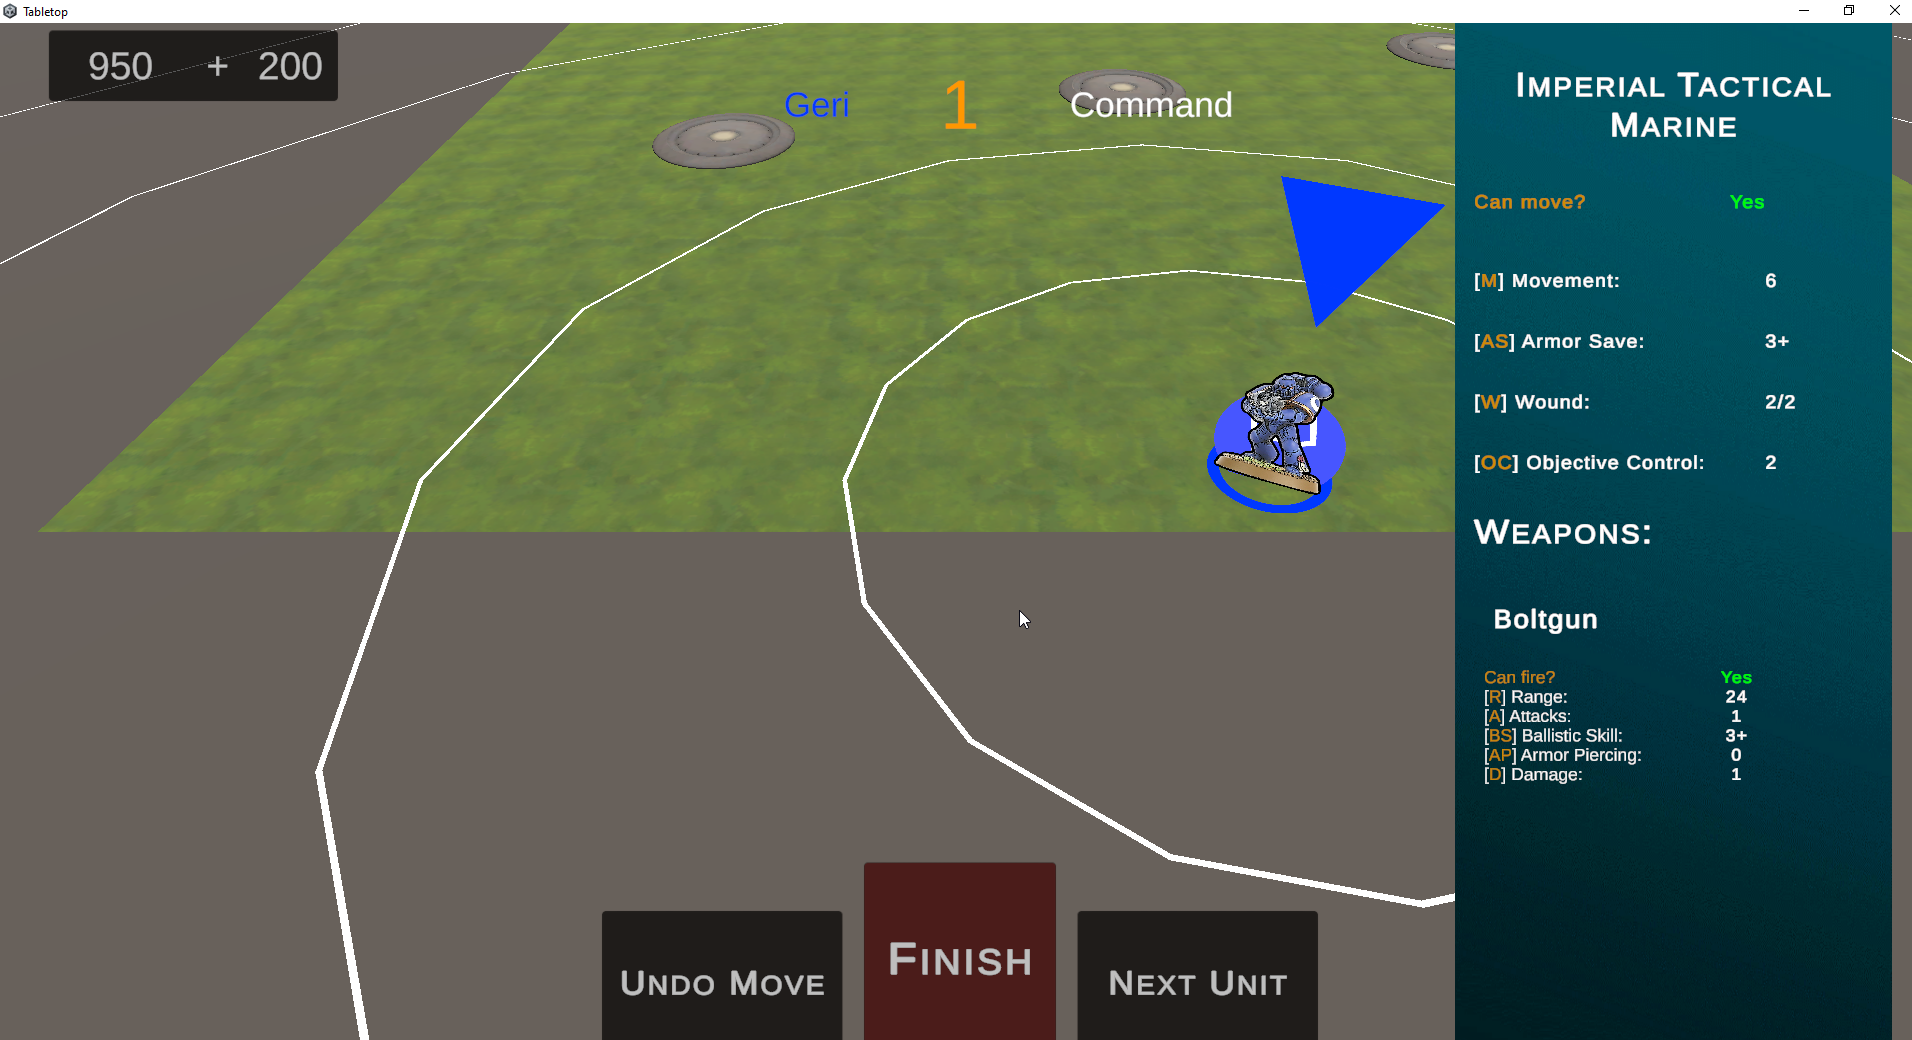 Tabletop
950 + 200
Geri 1 Command
IMPERIAL TACTICAL
MARINE
Can move? Yes
[M] Movement: 6
[AS] Armor Save: 3+
[W] Wound: 2/2
[OC] Objective Control: 2
WEAPONS:
Boltgun
Can fire? Yes
[R] Range: 24
[A] Attacks: 1
[BS] Ballistic Skill: 3+
[AP] Armor Piercing: 0
[D] Damage: 1
UNDO MOVE
FINISH
NEXT UNIT